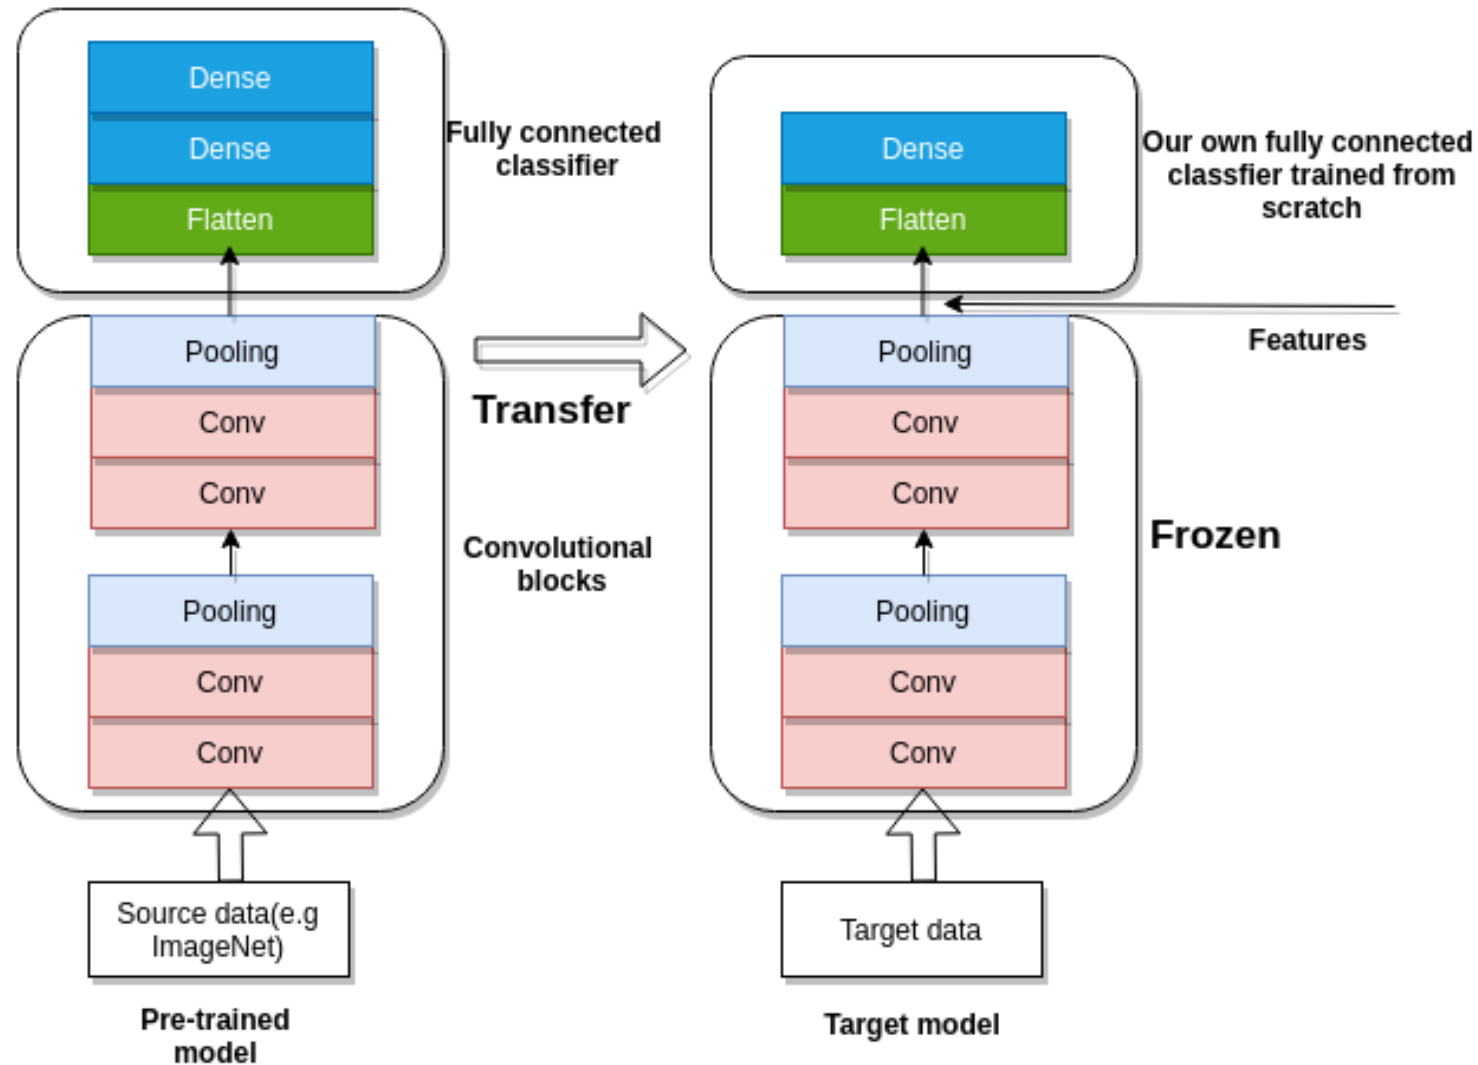 Dense
Dense
Flatten
Fully connected
classifier
Pooling
Conv
Conv
Pooling
Conv
Conv
Convolutional
blocks
Source data(e.g
ImageNet)
Pre-trained
model
Transfer
Dense
Flatten
Our own fully connected
classfier trained from
scratch
Features
Pooling
Conv
Conv
Pooling
Conv
Conv
Frozen
Target data
Target model